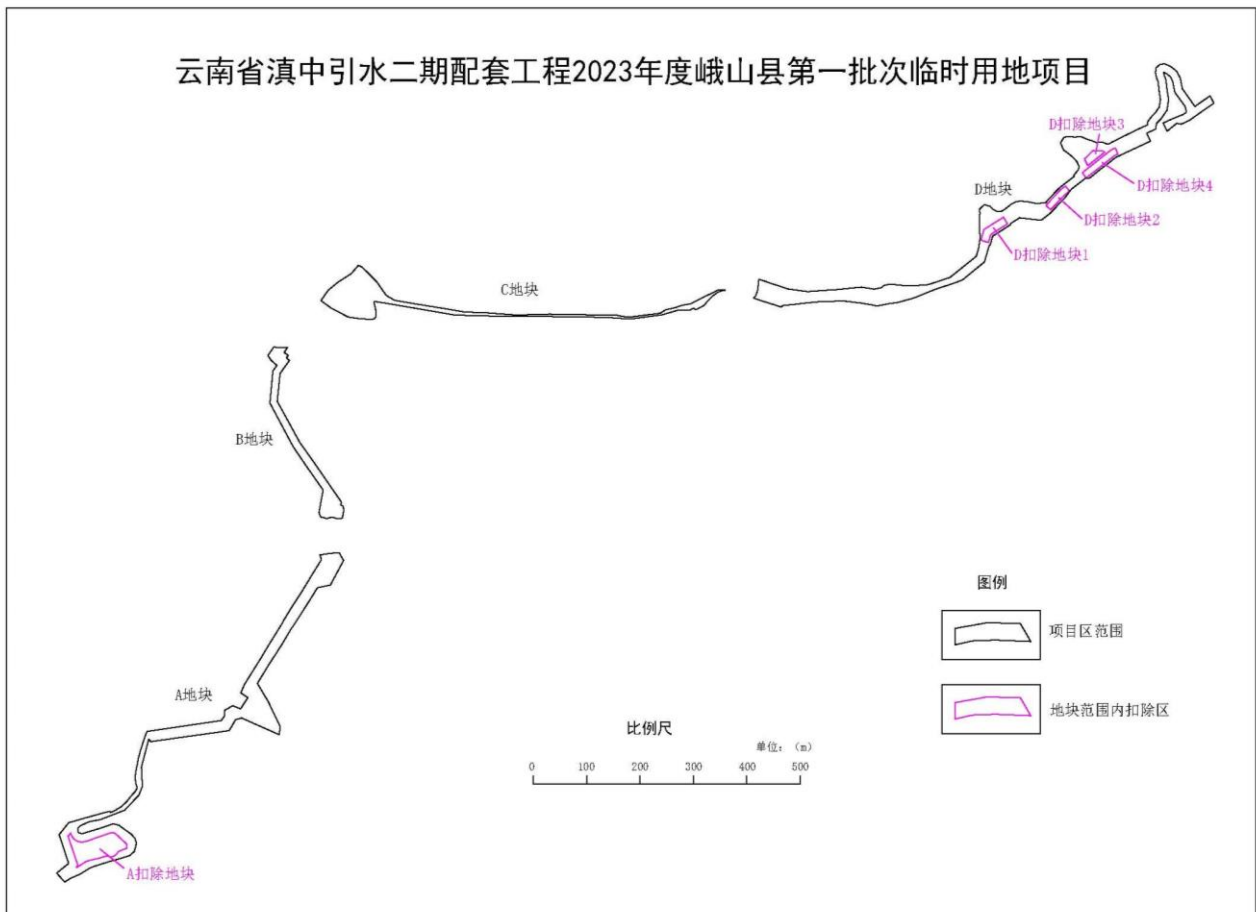 云南省滇中引水二期配套工程2023年度峨山县第一批次临时用地项目
D扣除地块3
D扣除地块4
D地块
D扣除地块2
D扣除地块1
C地块
B地块
A地块
A扣除地块
图例
项目区范围
地块范围内扣除区
比例尺
单位：（m）
0 100 200 300 400 500